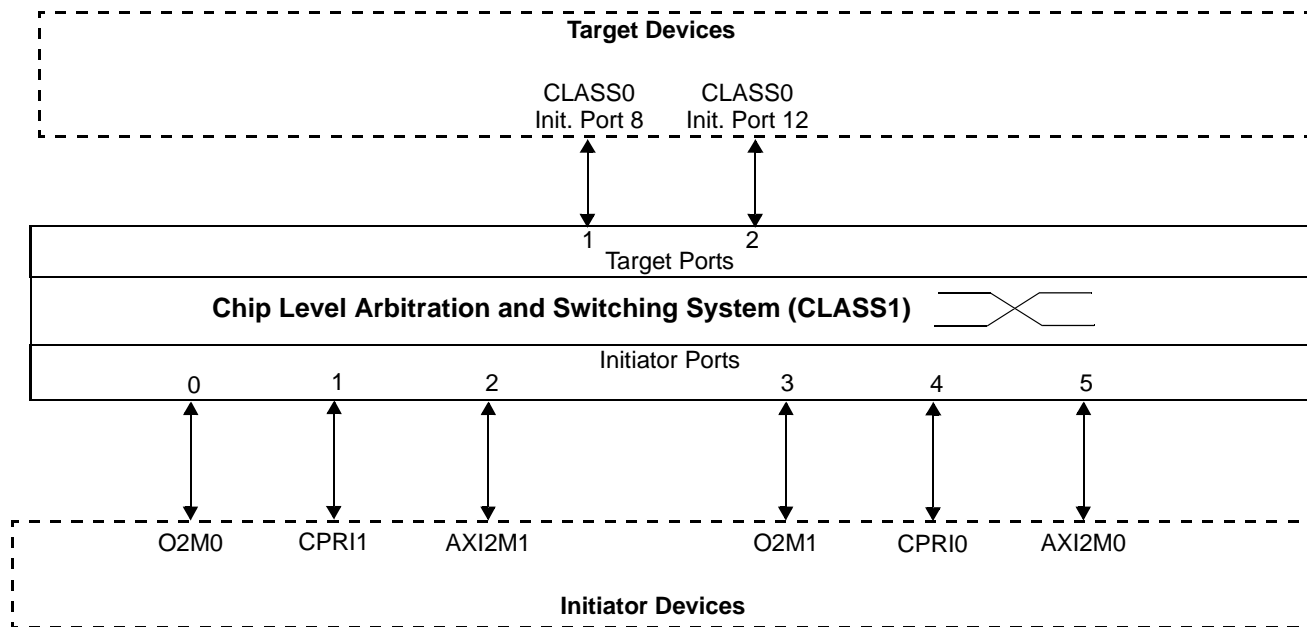 Target Devices
CLASS0 CLASS0
Init. Port 8 Init. Port 12
1 2
Target Ports
Chip Level Arbitration and Switching System (CLASS1)
Initiator Ports
0 1 2 3 4 5
O2M0 CPRI1 AXI2M1 O2M1 CPRI0 AXI2M0
Initiator Devices